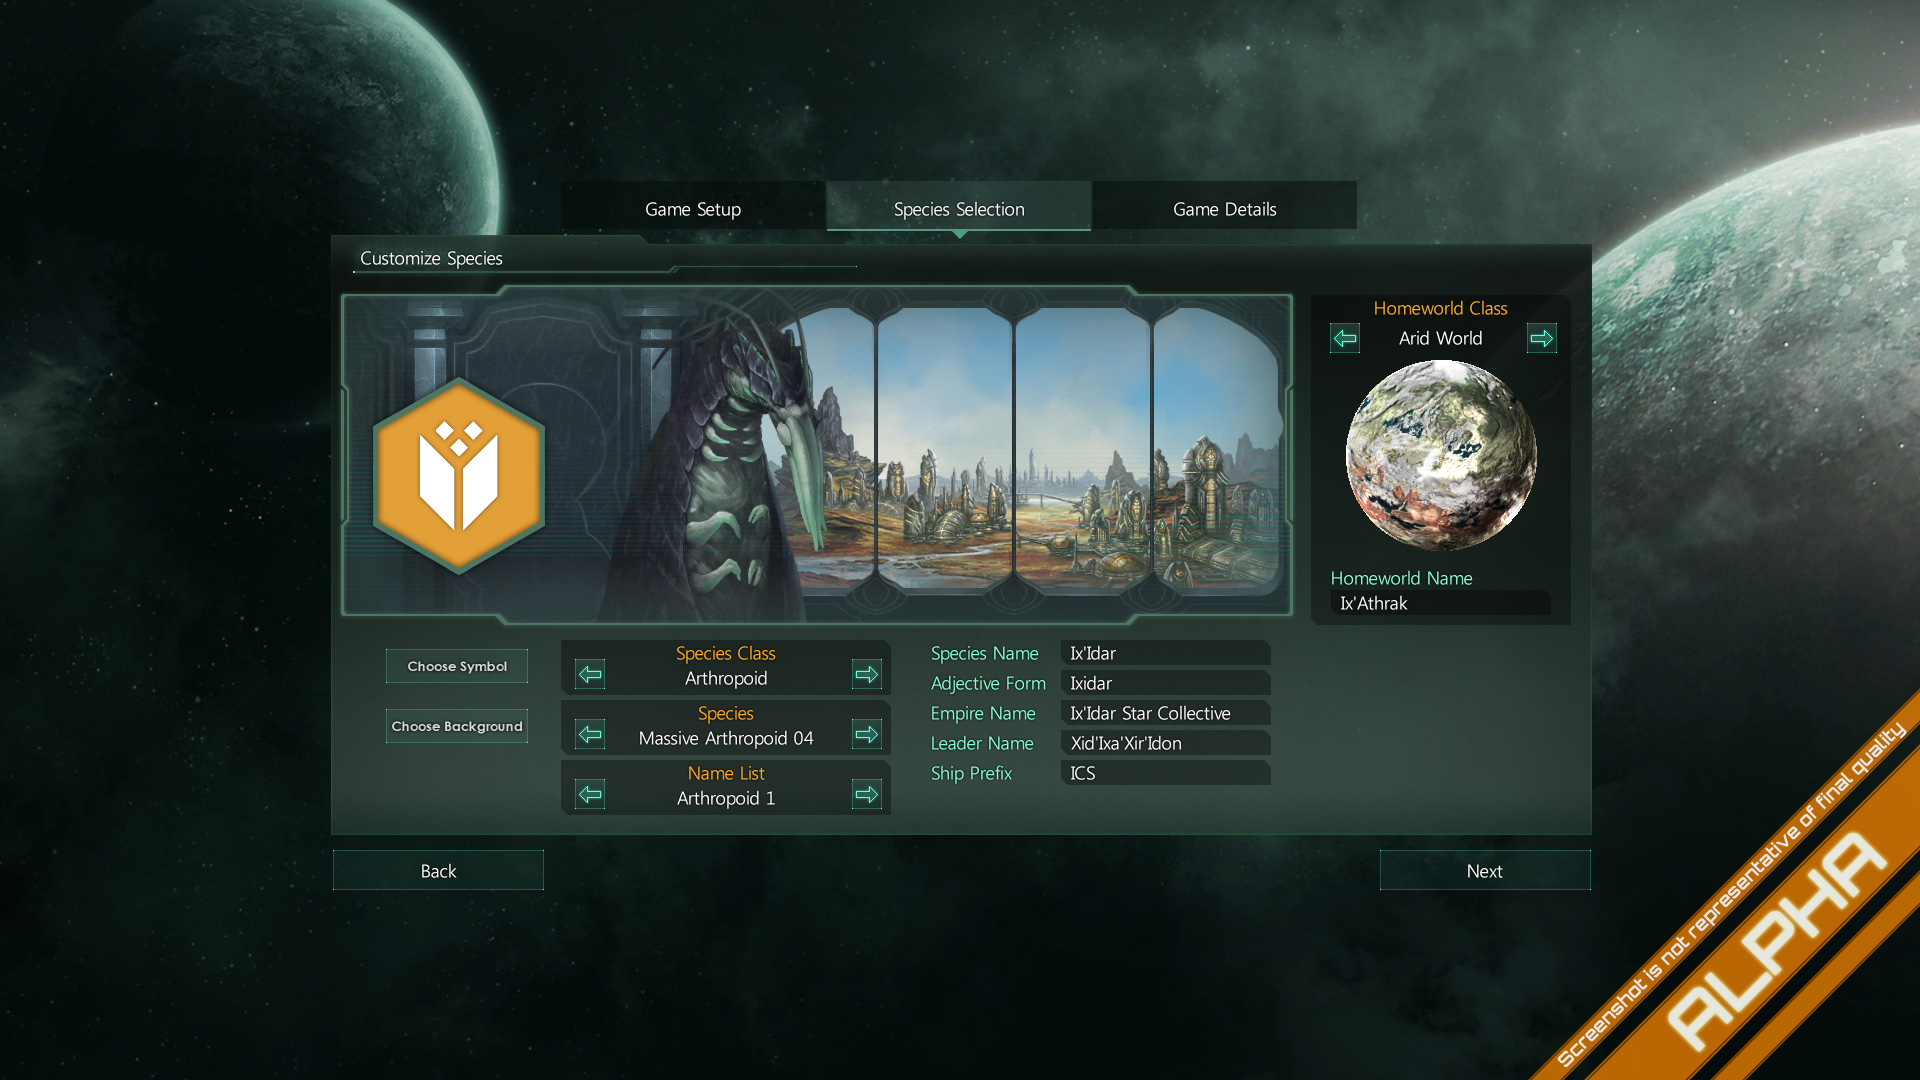 Game Setup
Species Selection
Game Details
Customize Species
Homeworld Class
Arid World
Homeworld Name
Ix'Athrak
Choose Symbol
Choose Background
Species Class
Arthropoid
Species
Massive Arthropoid 04
Name List
Arthropoid 1
Species Name Ix'Idar
Adjective Form Ixidar
Empire Name Ix'Idar Star Collective
Leader Name Xid'Ixa'Xir'Idon
Ship Prefix ICS
Back
Next
Screenshot is not representative of final quality
ALPHA